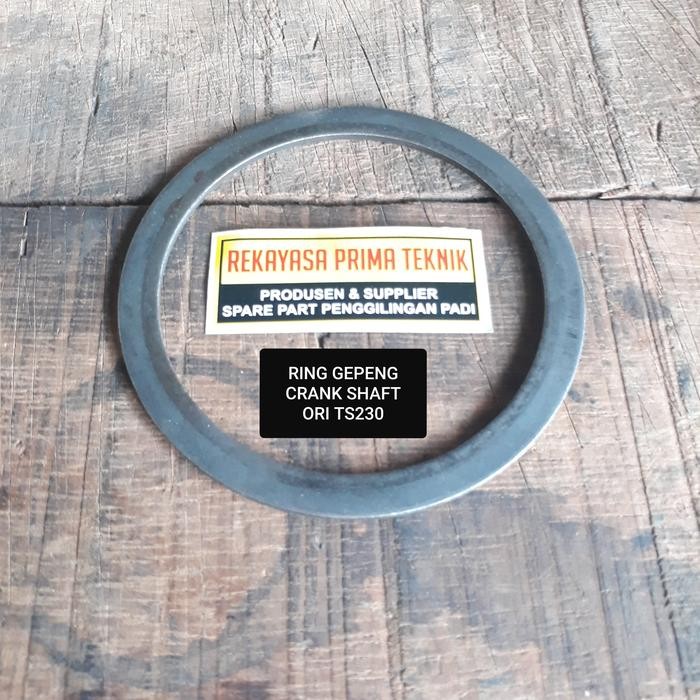 REKAYASA PRIMA TEKNIK
PRODUSEN & SUPPLIER
SPARE PART PENGGILINGAN PADI
RING GEPENG
CRANK SHAFT
ORI TS230